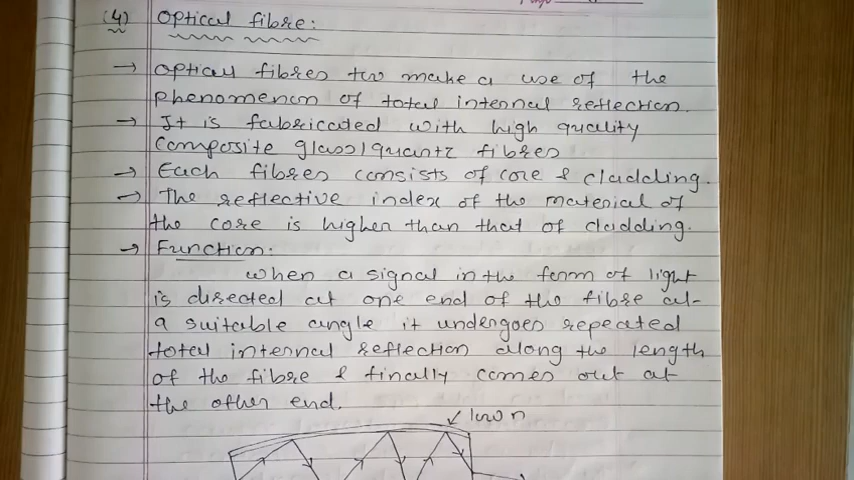 (4) Optical fibre:
→ Optical fibres two make a use of the
phenomenon of total internal reflection.
→ It is fabricated with high quality
composite glass/quantz fibres
→ Each fibres consists of core & cladding.
→ The reflective index of the material of
the core is higher than that of cladding.
→ Function:
When a signal in the form of light
is directed at one end of the fibre at
a suitable angle it undergoes repeated
total internal reflection along the length
of the fibre & finally comes out at
the other end.
low n